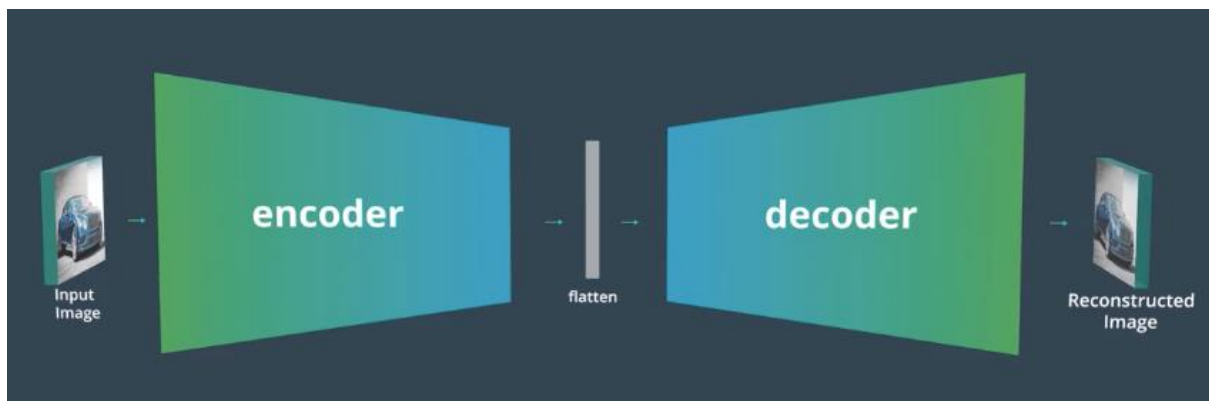 encoder
decoder
flatten
Input
Image
Reconstructed
Image